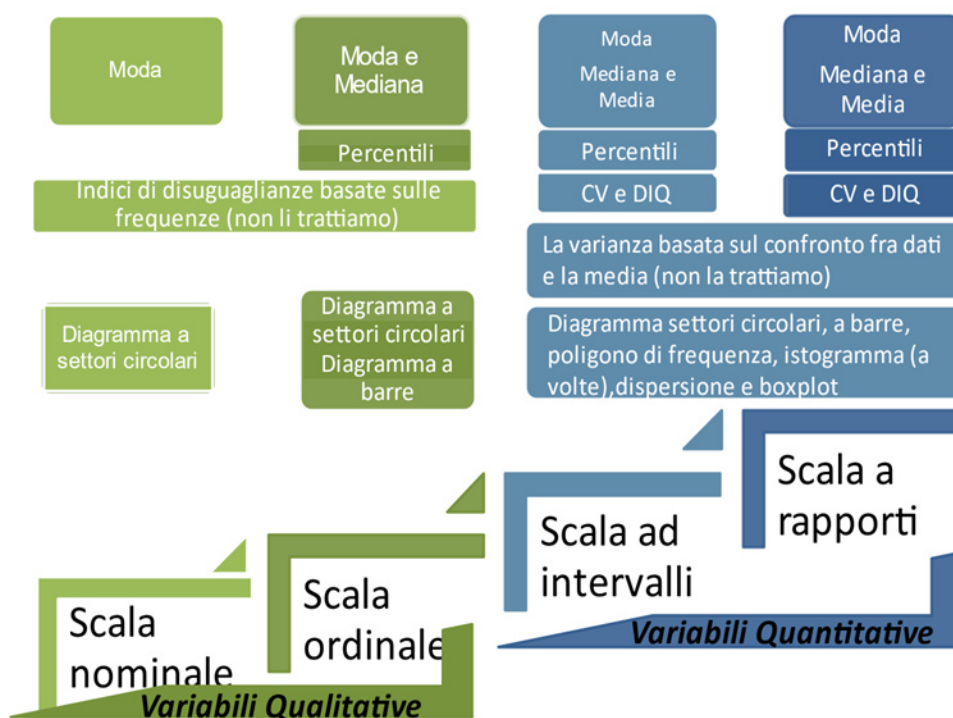 Moda
Moda e
Mediana
Percentili
Indici di disuguaglianze basate sulle
frequenze (non li trattiamo)
Moda
Mediana e
Media
Percentili
CV e DIQ
Moda
Mediana e
Media
Percentili
CV e DIQ
La varianza basata sul confronto fra dati
e la media (non la trattiamo)
Diagramma a
settori circolari
Diagramma a
settori circolari
Diagramma a
barre
Diagramma settori circolari, a barre,
poligono di frequenza, istogramma (a
volte),dispersione e boxplot
Scala
nominale
Scala
ordinale
Scala ad
intervalli
Scala a
rapporti
Variabili Qualitative
Variabili Quantitative